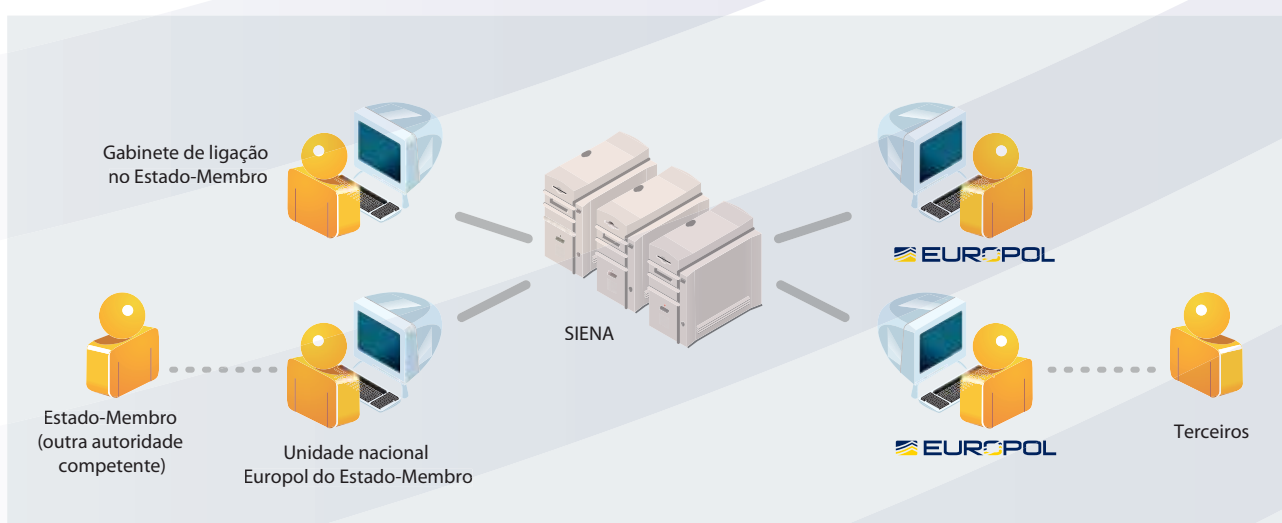 Gabinete de ligação
no Estado-Membro
EUROPOL
SIENA
Estado-Membro
(outra autoridade
competente)
Unidade nacional
Europol do Estado-Membro
EUROPOL
Terceiros